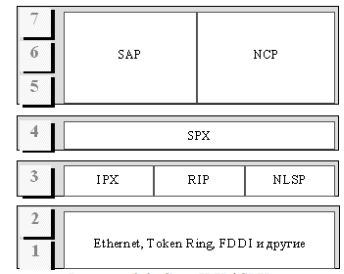 7
6
5
SAP
NCP
4
SPX
3
IPX
RIP
NLSP
2
1
Ethernet, Token Ring, FDDI и другие